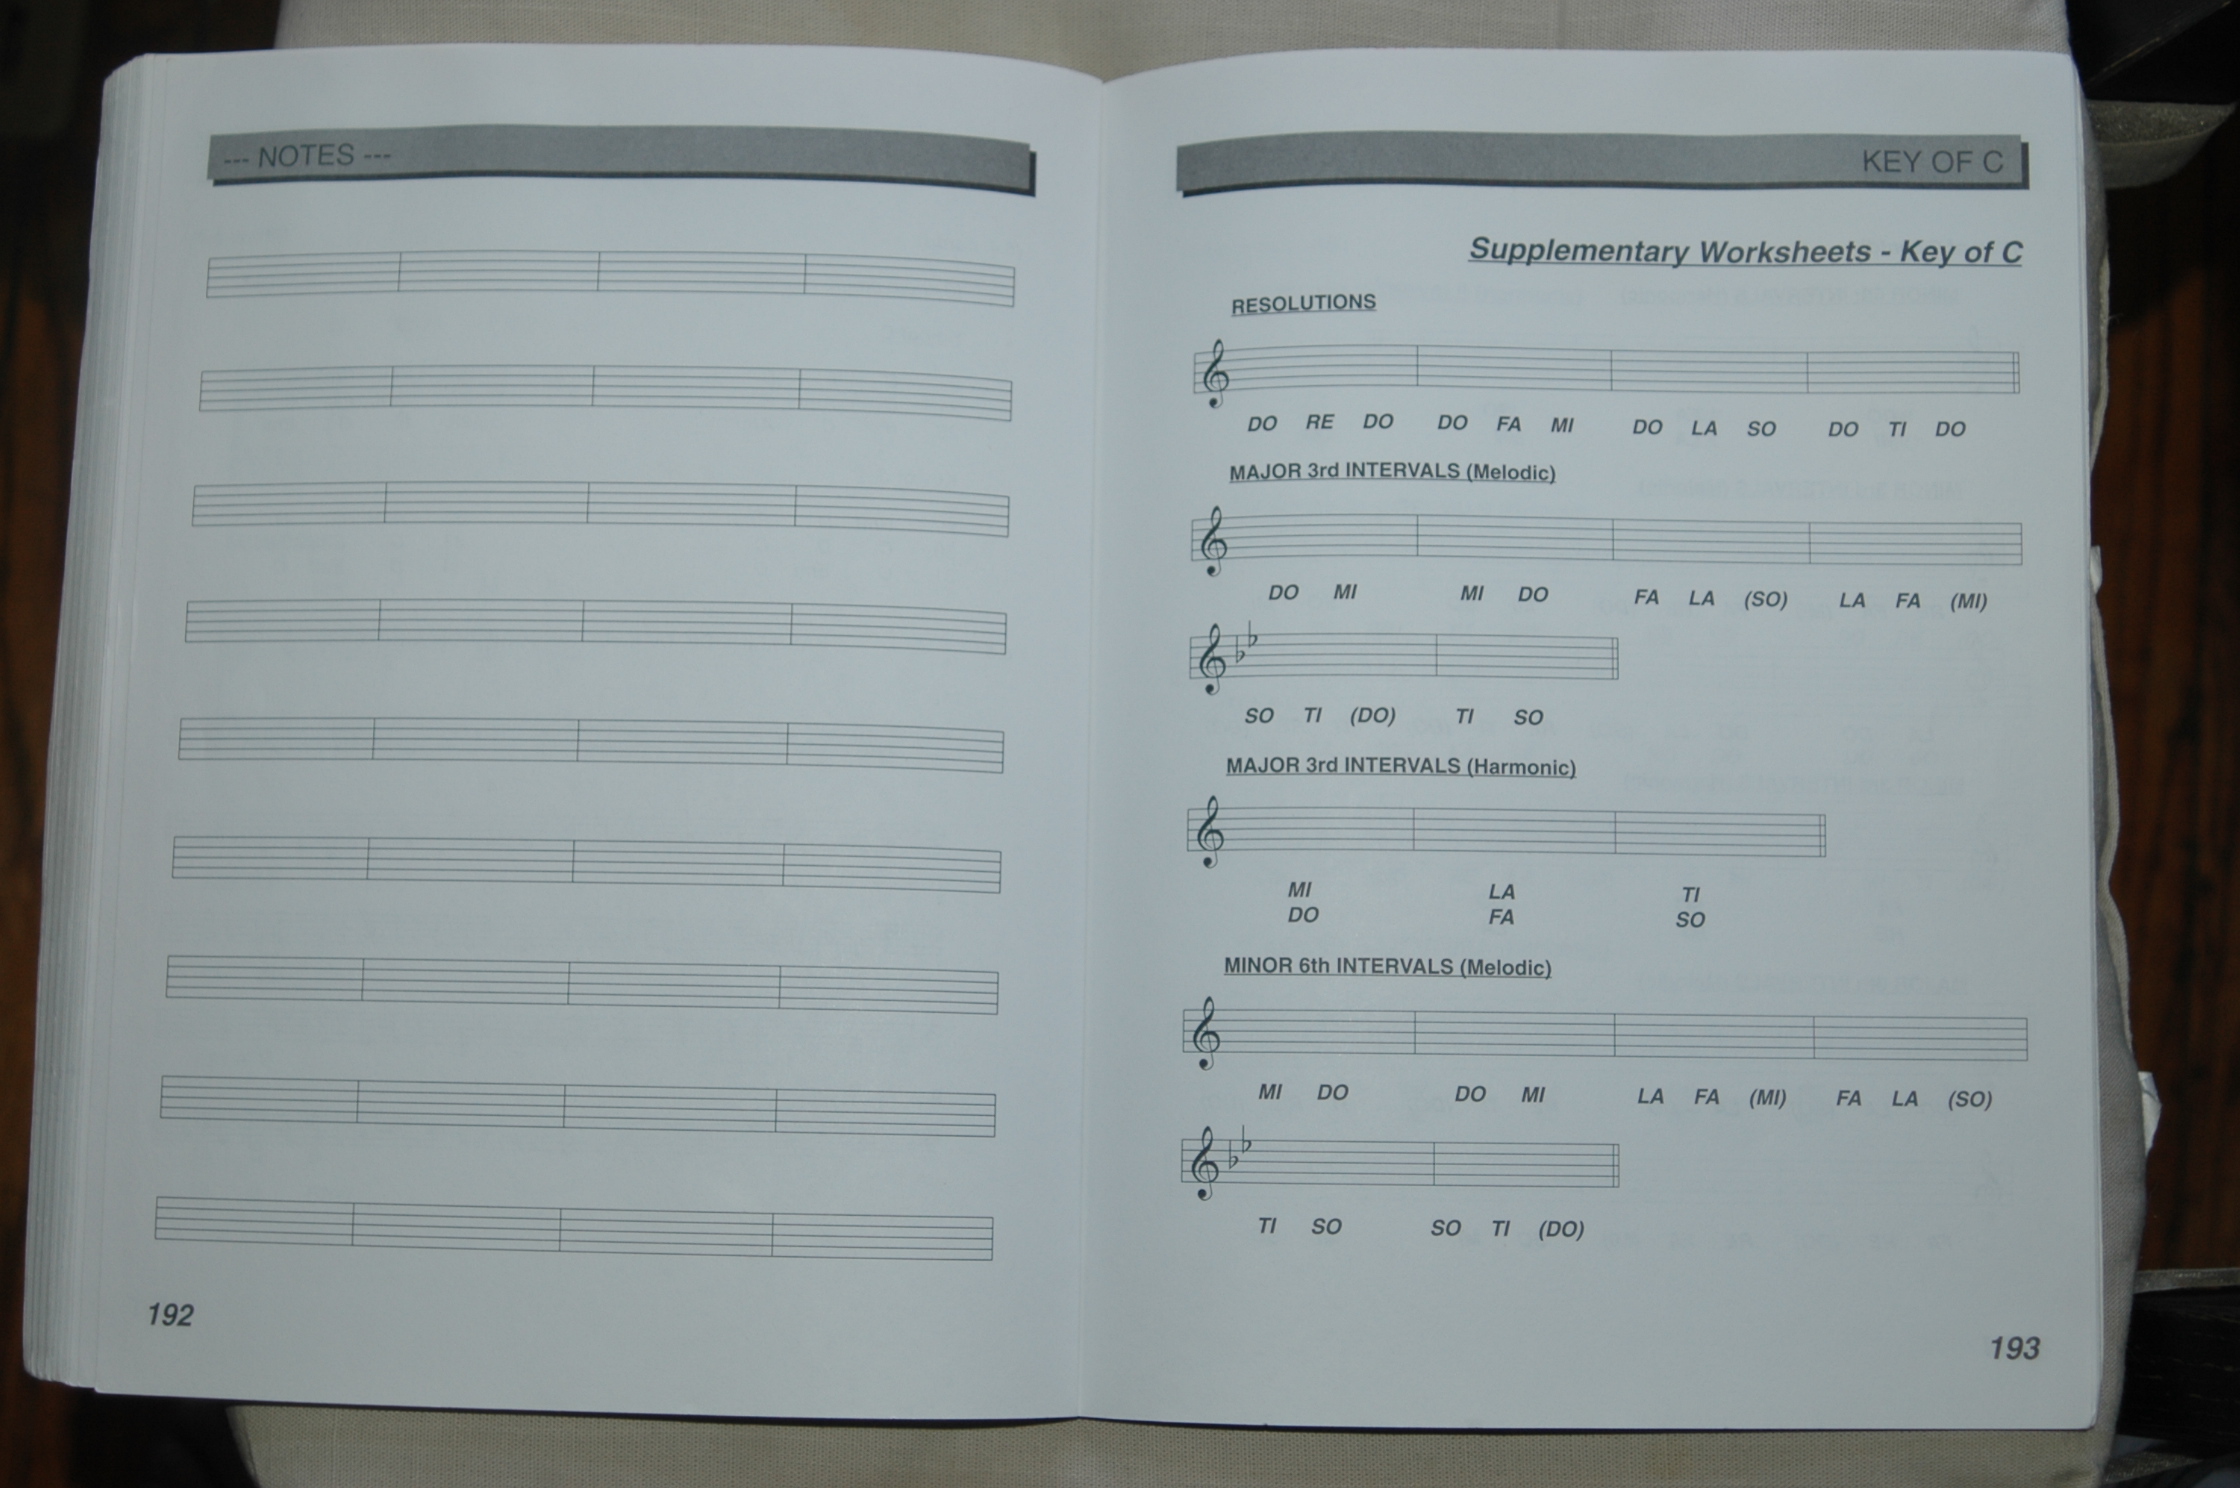 --- NOTES ---
192
KEY OF C
Supplementary Worksheets - Key of C
RESOLUTIONS
DO RE DO DO FA MI DO LA SO DO TI DO
MAJOR 3rd INTERVALS (Melodic)
DO MI MI DO FA LA (SO) LA FA (MI)
SO TI (DO) TI SO
MAJOR 3rd INTERVALS (Harmonic)
MI LA TI
DO FA SO
MINOR 6th INTERVALS (Melodic)
MI DO DO MI LA FA (MI) FA LA (SO)
TI SO SO TI (DO)
193